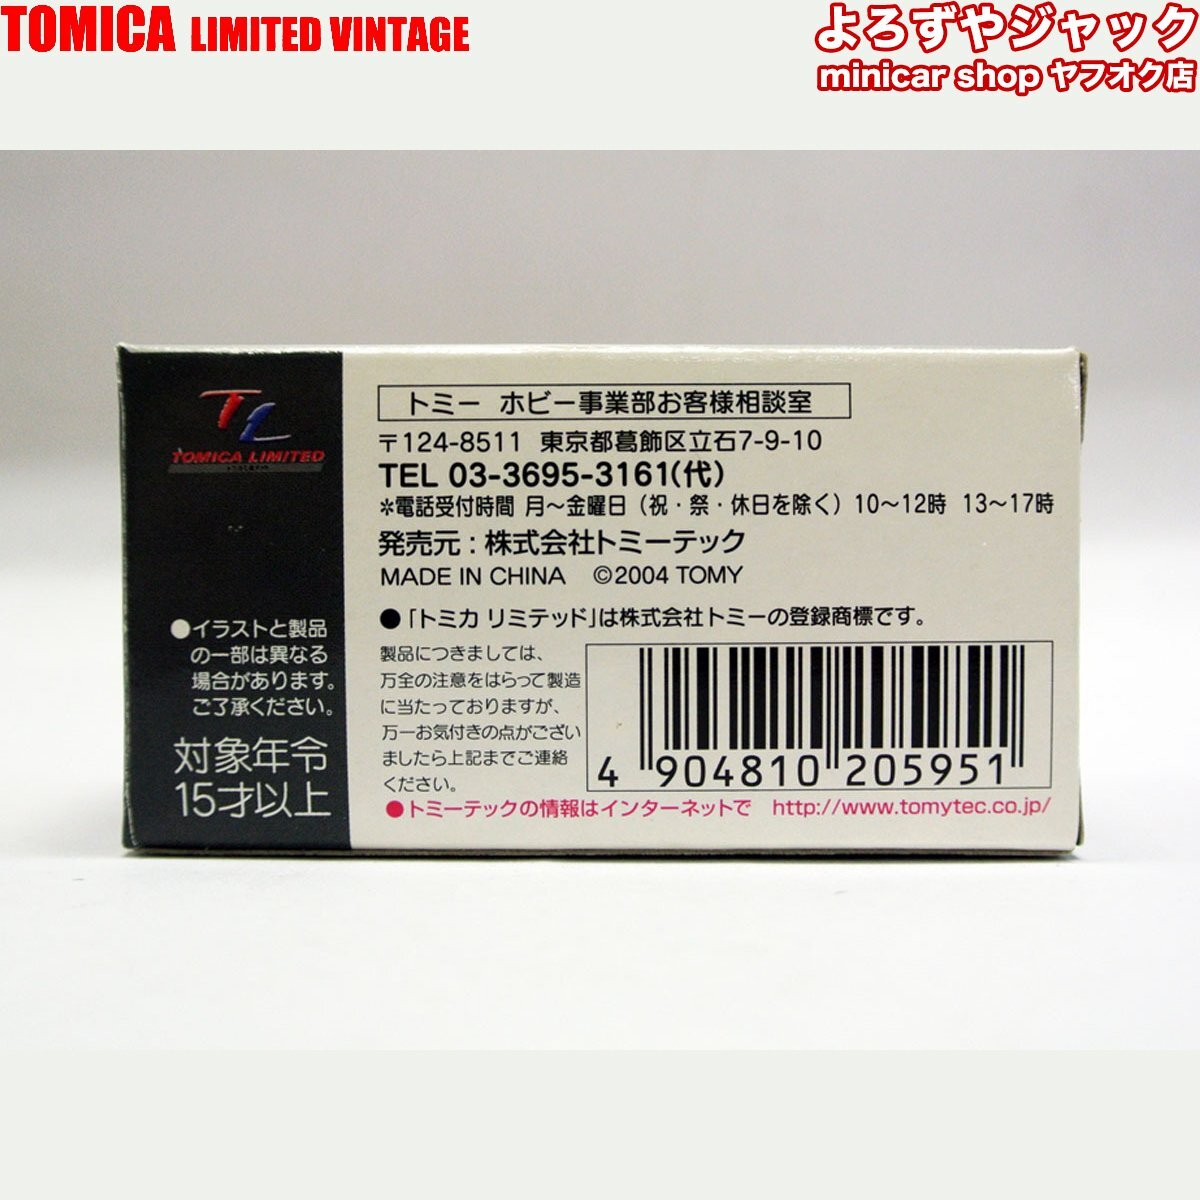 TOMICA LIMITED VINTAGE
よろずやジャック
minicar shop ヤフオク店
TL
TOMICA LIMITED
●イラストと製品
の一部は異なる
場合があります。
ご了承ください。
対象年令
15才以上
トミー ホビー事業部お客様相談室
〒124-8511 東京都葛飾区立石7-9-10
TEL 03-3695-3161(代)
*電話受付時間 月～金曜日（祝・祭・休日を除く）10～12時 13～17時
発売元：株式会社トミーテック
MADE IN CHINA ©2004 TOMY
●「トミカ リミテッド」は株式会社トミーの登録商標です。
製品につきましては、
万全の注意をはらって製造
に当たっておりますが、
万一お気付きの点がござい
ましたら上記までご連絡
ください。
4 904810 205951
●トミーテックの情報はインターネットで http://www.tomytec.co.jp/